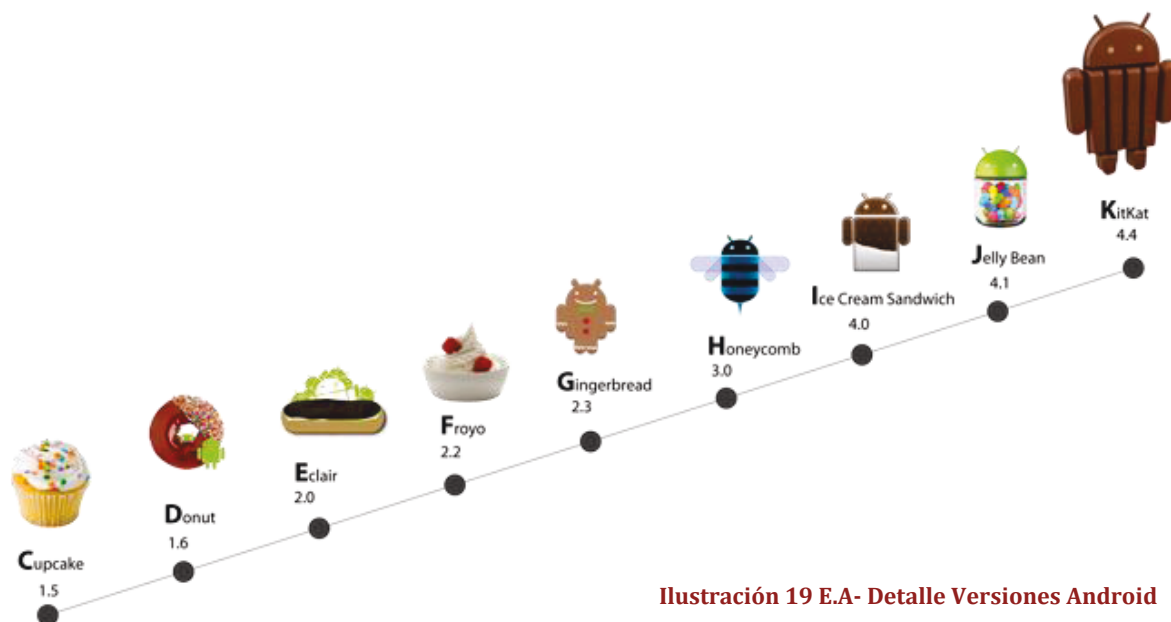 Cupcake
1.5
Donut
1.6
Eclair
2.0
Froyo
2.2
Gingerbread
2.3
Honeycomb
3.0
Ice Cream Sandwich
4.0
Jelly Bean
4.1
KitKat
4.4
Ilustración 19 E.A- Detalle Versiones Android